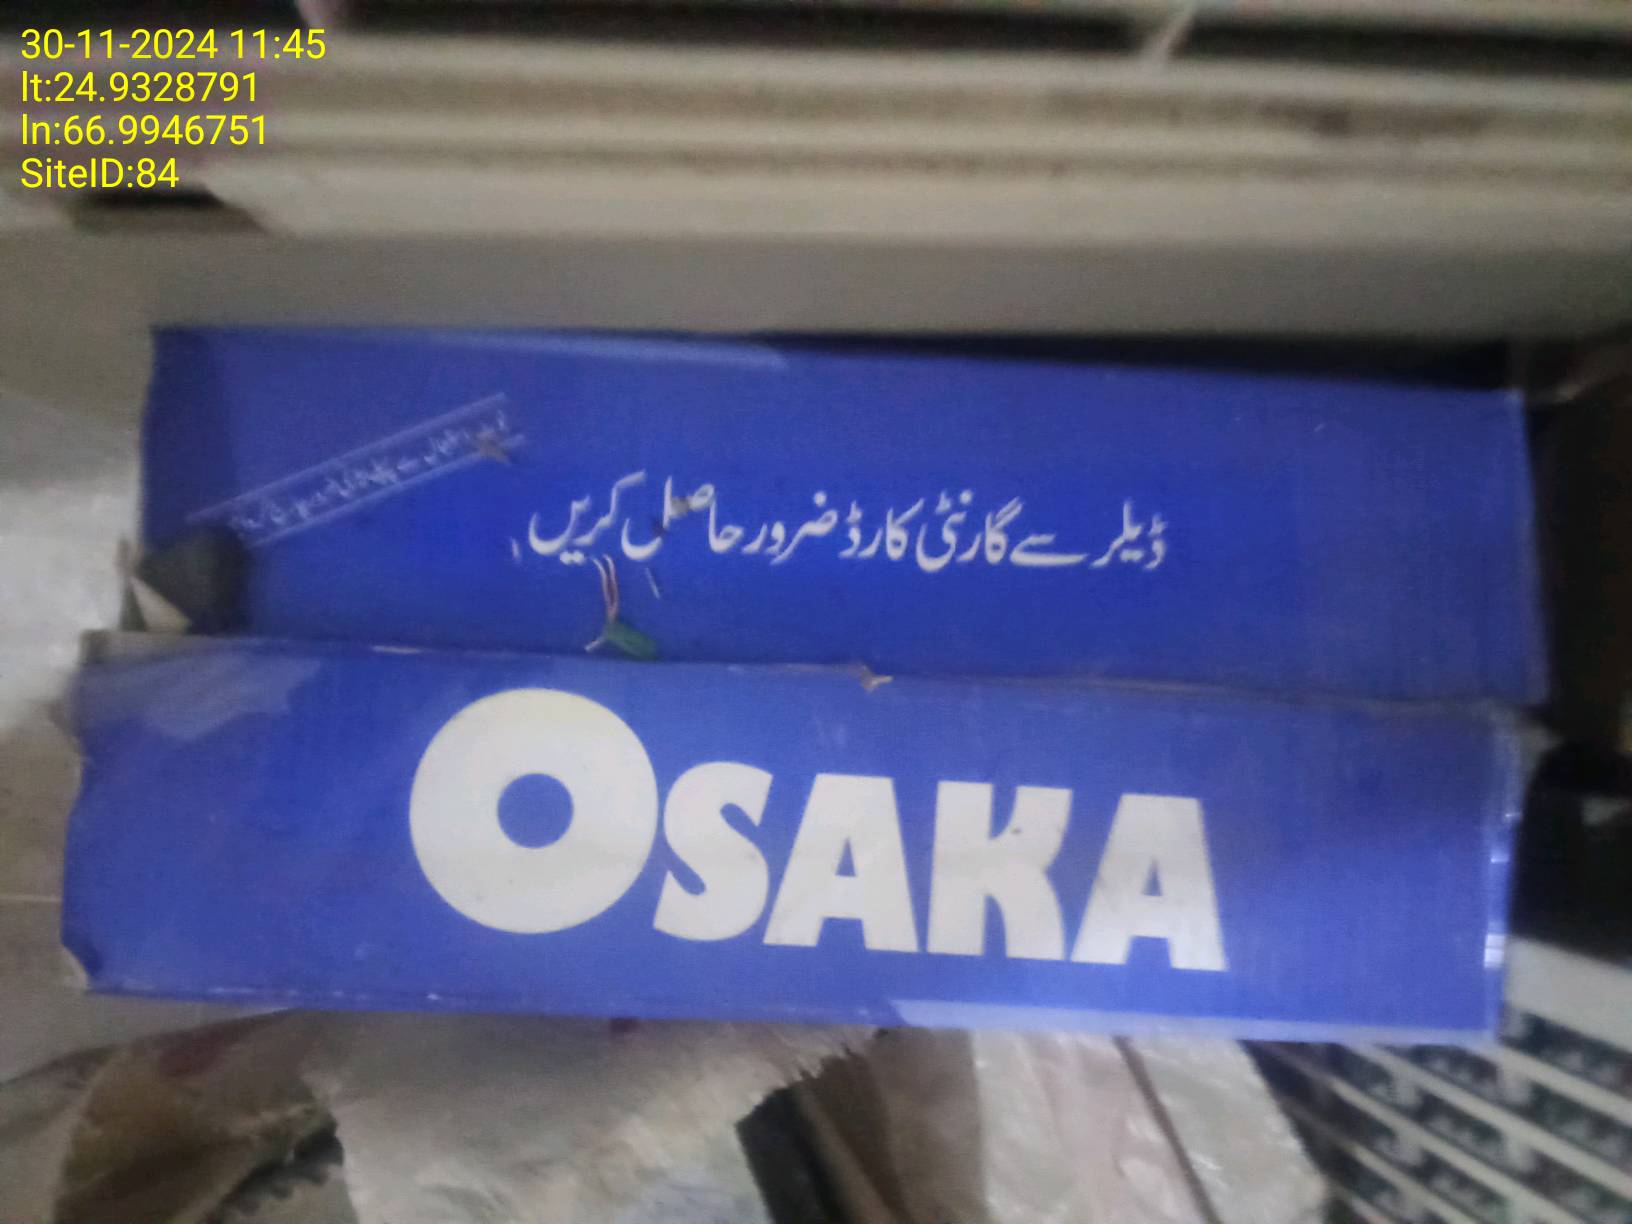 30-11-2024 11:45
lt:24.9328791
ln:66.9946751
SiteID:84
ڈیلر سے گارنٹی کارڈ ضرور حاصل کریں
OSAKA